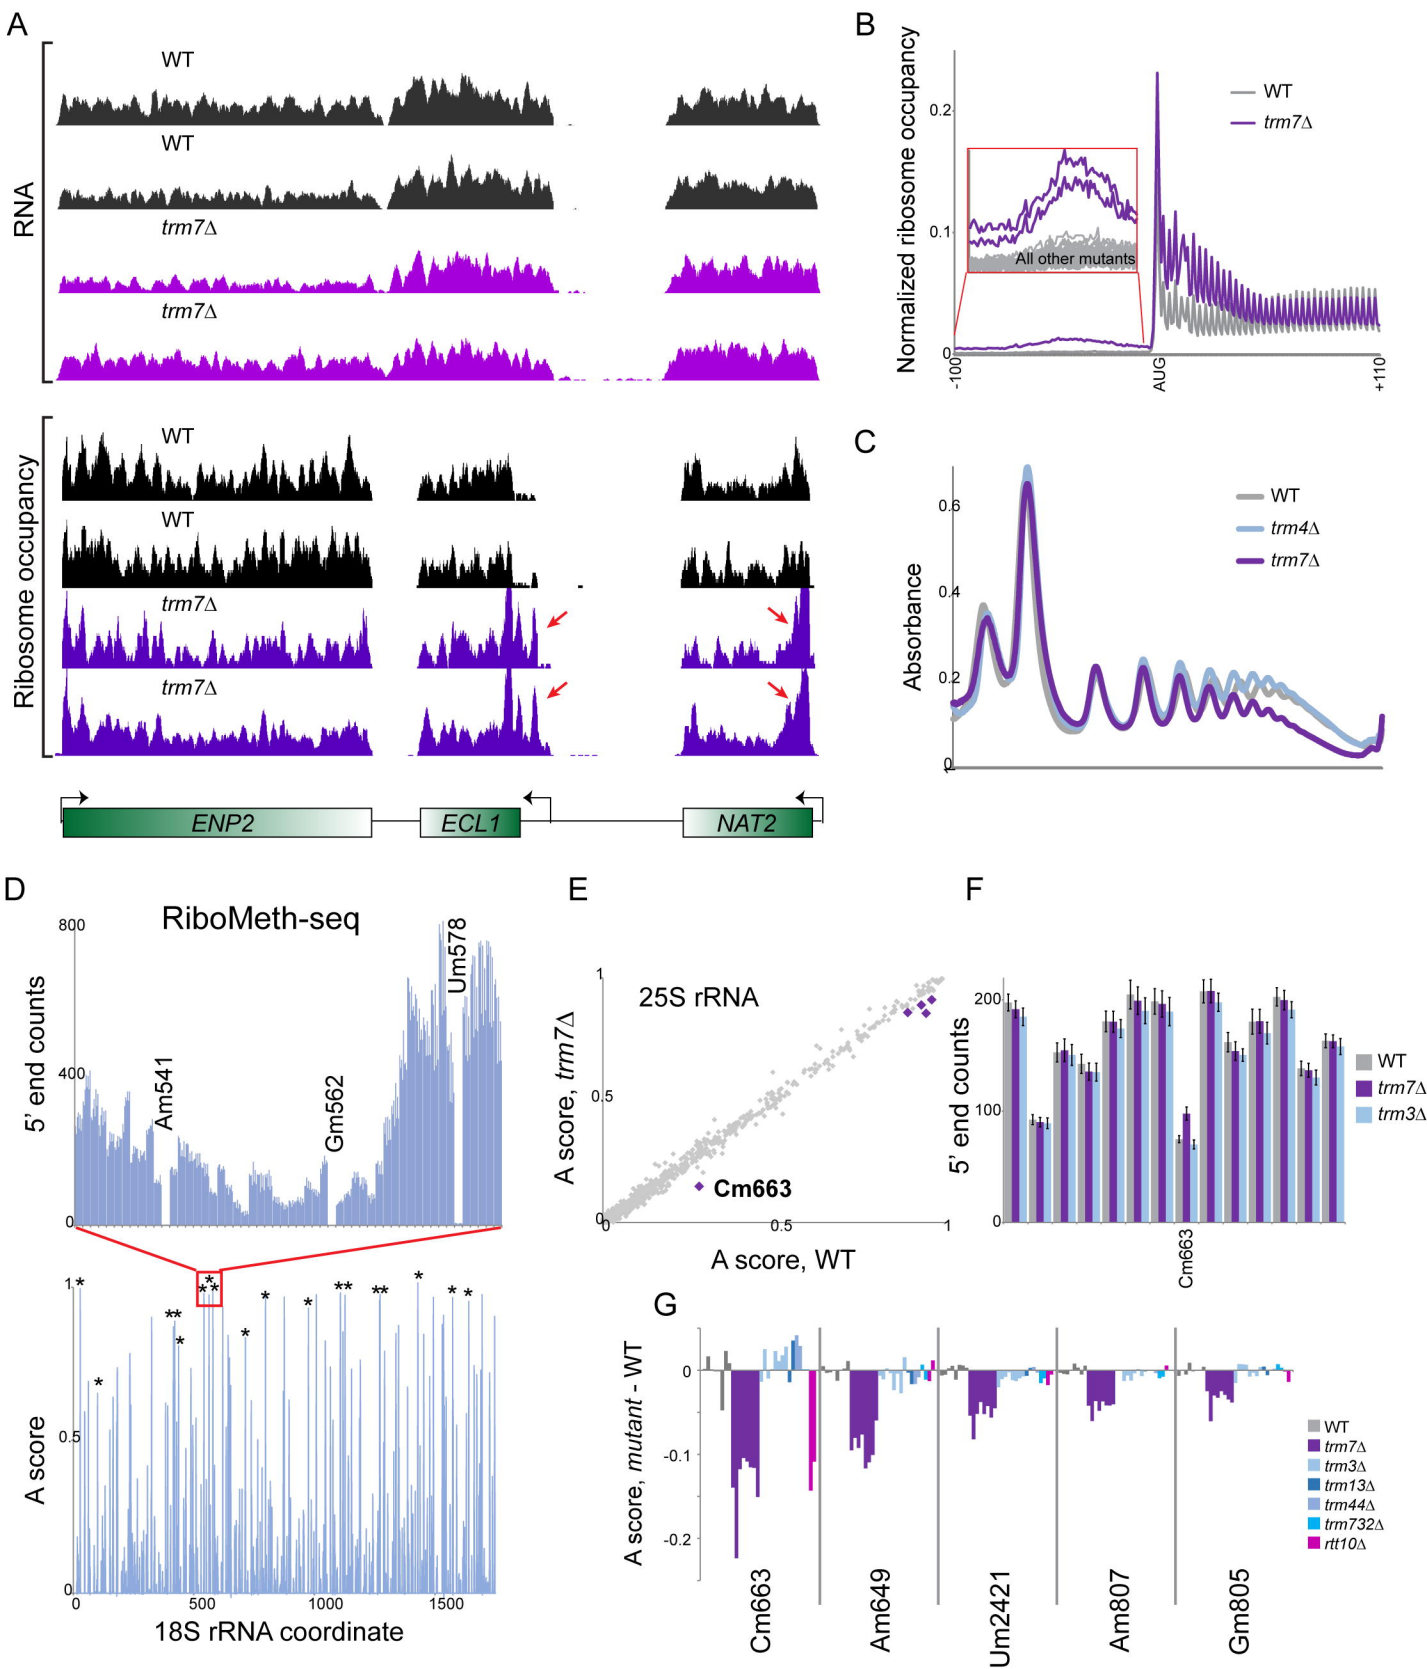 A
RNA
WT
WT
trm7Δ
trm7Δ
Ribosome occupancy
WT
WT
trm7Δ
trm7Δ
ENP2
ECL1
NAT2
B
Normalized ribosome occupancy
0.2
0.1
0
WT
trm7Δ
All other mutants
-100
AUG
+110
C
Absorbance
0.6
0.4
0.2
0
WT
trm4Δ
trm7Δ
D
RiboMeth-seq
5’ end counts
800
400
0
Am541
Gm562
Um578
A score
1
0.5
0
* * ** * * * * * * * ** ** * * *
0
500
1000
1500
18S rRNA coordinate
E
25S rRNA
A score, trm7Δ
1
0.5
0
Cm663
0
0.5
1
A score, WT
F
5’ end counts
200
100
0
Cm663
WT
trm7Δ
trm3Δ
G
A score, mutant - WT
0
-0.1
-0.2
Cm663
Am649
Um2421
Am807
Gm805
WT
trm7Δ
trm3Δ
trm13Δ
trm44Δ
trm732Δ
rtt10Δ